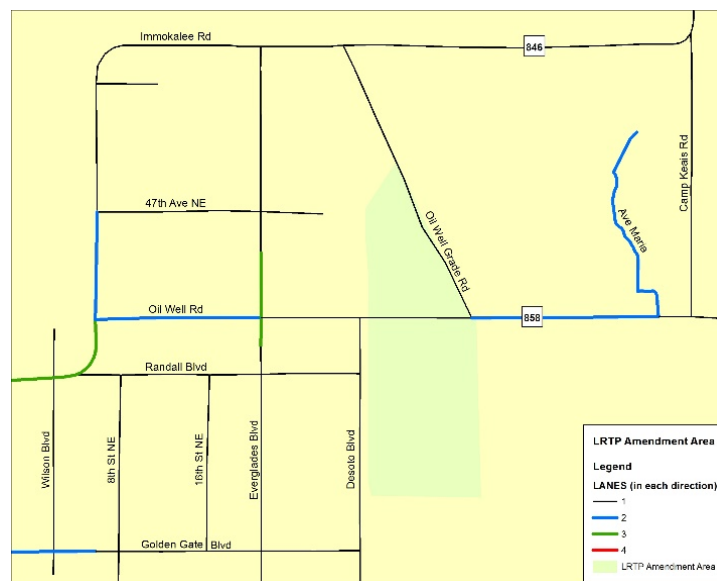 Immokalee Rd
846
Camp Keais Rd
47th Ave NE
Oil Well Grade Rd
Ave Maria
Oil Well Rd
858
Randall Blvd
Wilson Blvd
8th St NE
16th St NE
Everglades Blvd
Desoto Blvd
Golden Gate Blvd
LRTP Amendment Area
Legend
LANES (in each direction)
1
2
3
4
LRTP Amendment Area